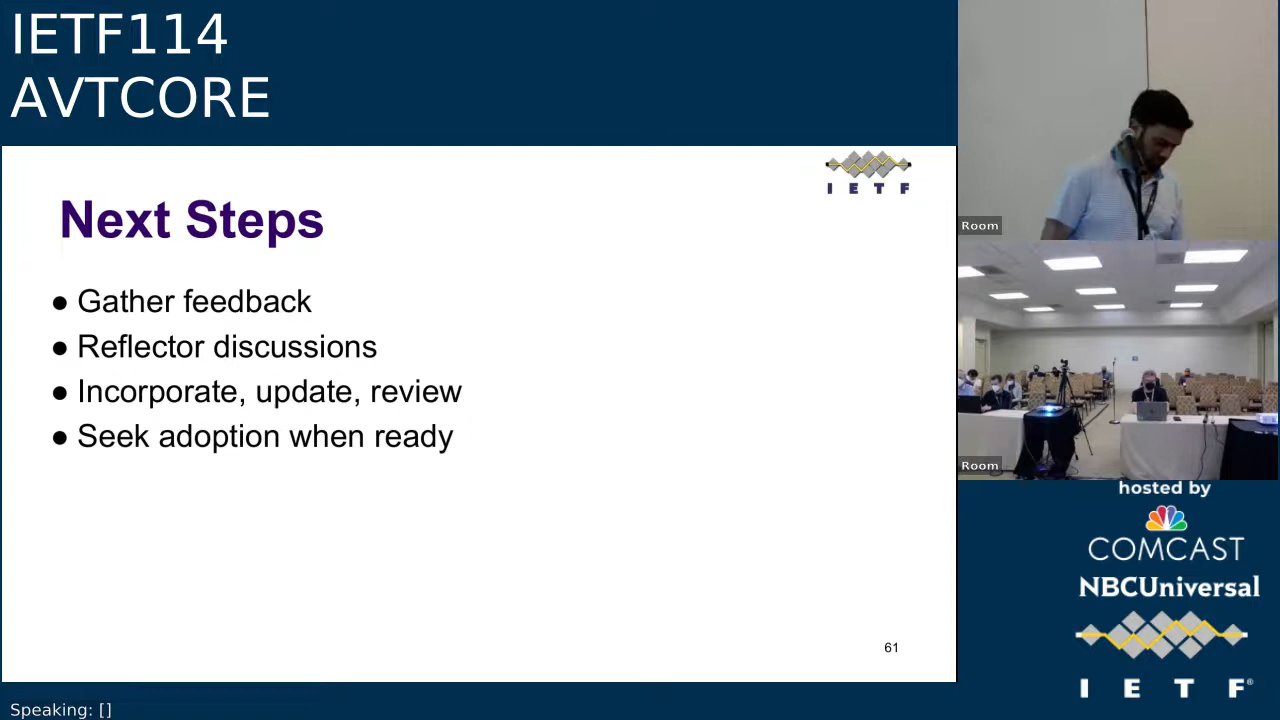 IETF114
AVTCORE
I E T F
Next Steps
● Gather feedback
● Reflector discussions
● Incorporate, update, review
● Seek adoption when ready
61
Speaking: []
Room
Room
hosted by
COMCAST
NBCUniversal
I E T F®